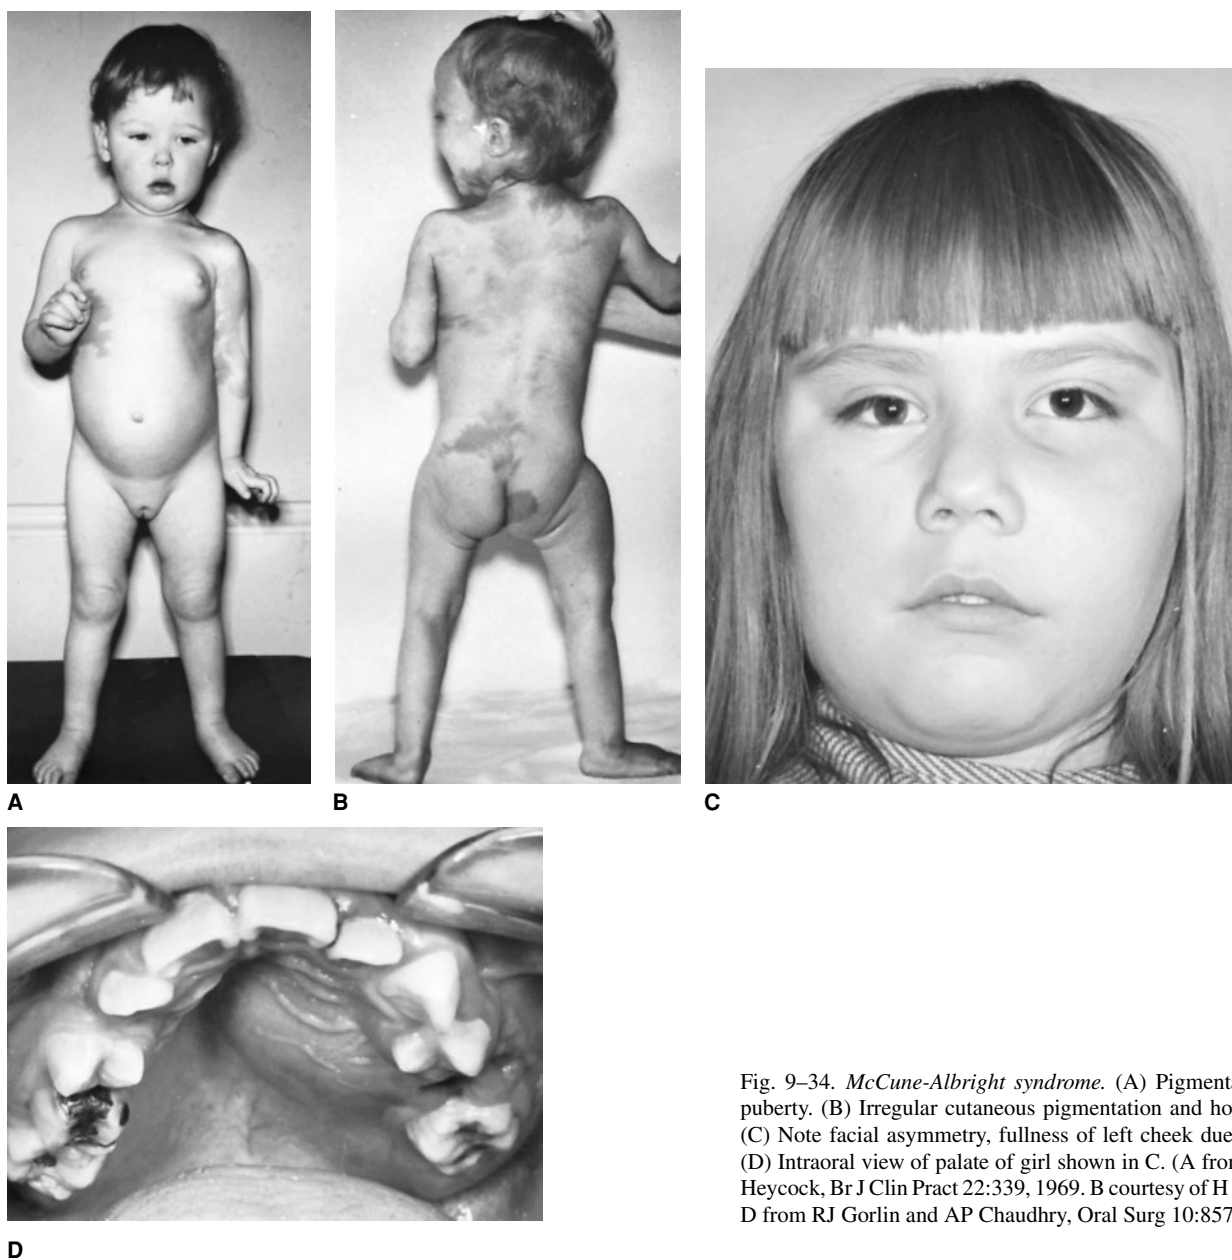 A
B
C
D
Fig. 9–34. McCune-Albright syndrome. (A) Pigment
puberty. (B) Irregular cutaneous pigmentation and
(C) Note facial asymmetry, fullness of left cheek due
(D) Intraoral view of palate of girl shown in C. (A
Heycock, Br J Clin Pract 22:339, 1969. B courtesy of H
D from RJ Gorlin and AP Chaudhry, Oral Surg 10:857